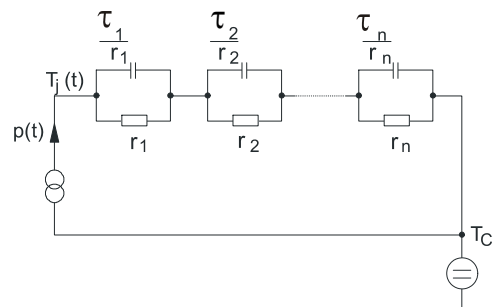 τ1 τ2 τn
r1 r2 rn
Tj (t)
p(t)
r1 r2 rn
TC